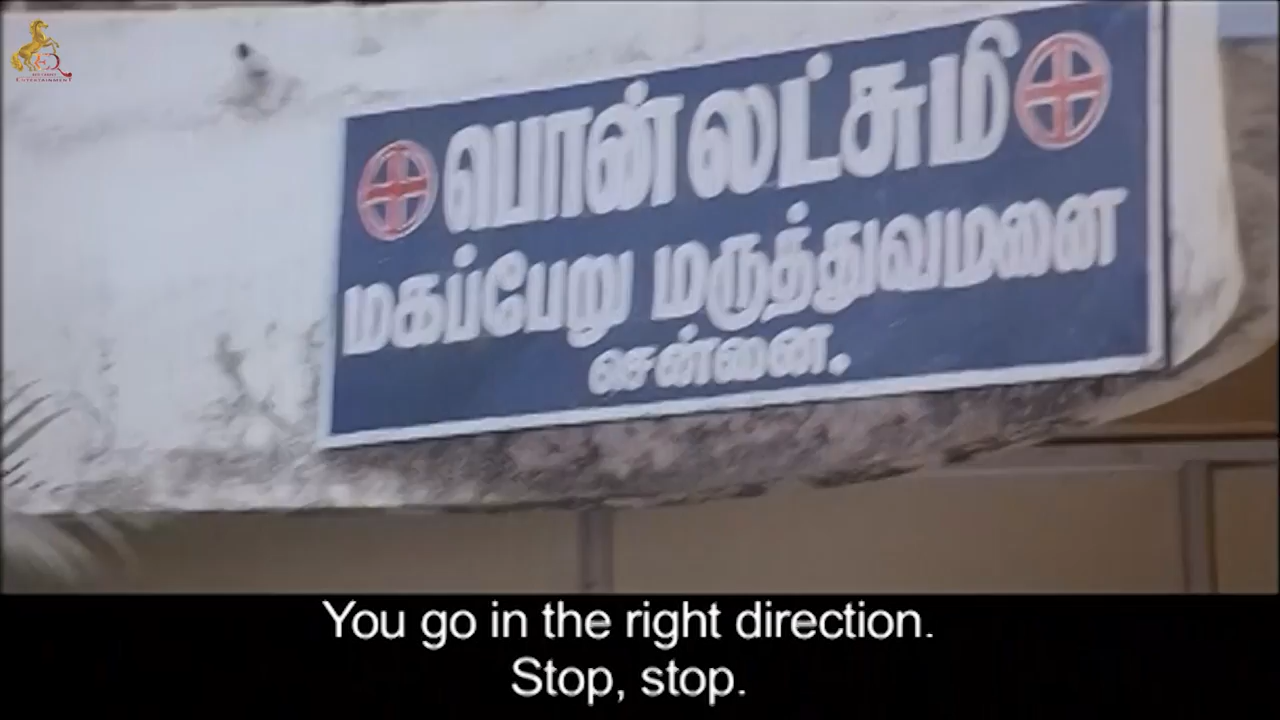 பொன்லட்சுமி
மகப்பேறு மருத்துவமனை
சென்னை.
You go in the right direction.
Stop, stop.